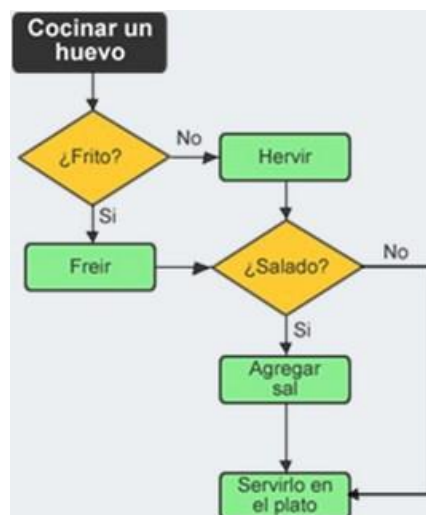 Cocinar un
huevo
¿Frito?
No
Hervir
Si
Freir
¿Salado?
No
Si
Agregar
sal
Servirlo en
el plato